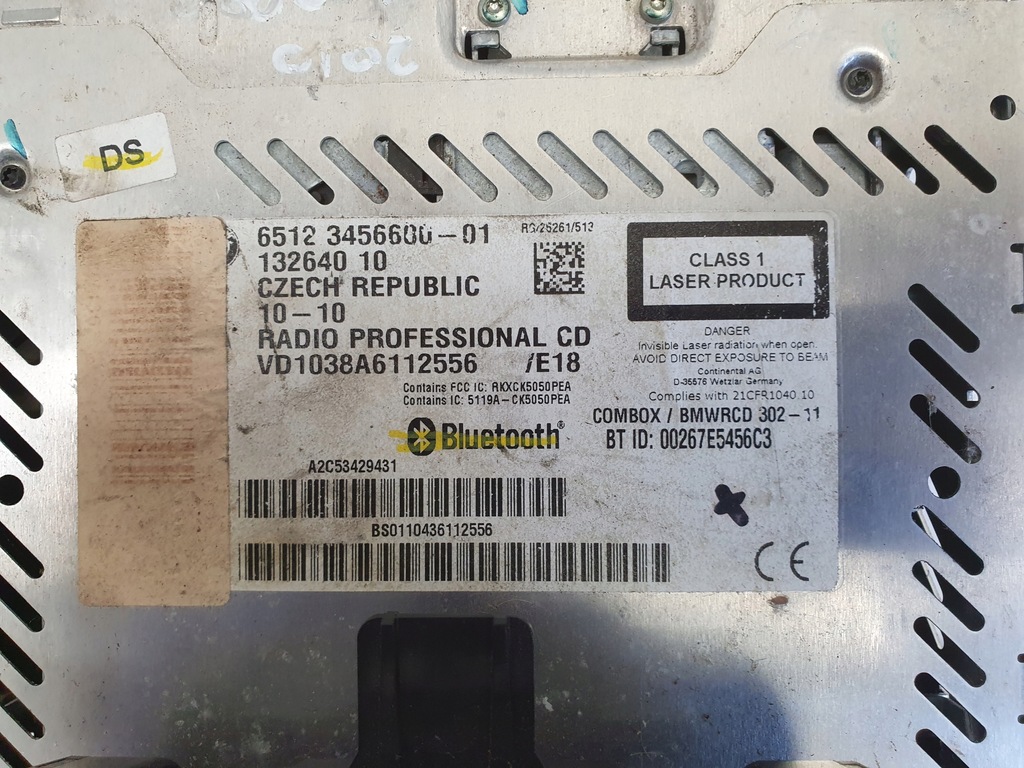 2010
DS
6512 3456600-01
132640 10
CZECH REPUBLIC
10-10
RADIO PROFESSIONAL CD
VD1038A6112556 /E18
Contains FCC IC: RKXCK5050PEA
Contains IC: 5119A-CK5050PEA
Bluetooth®
A2C53429431
BS0110436112556
CLASS 1
LASER PRODUCT
DANGER
Invisible Laser radiation when open.
AVOID DIRECT EXPOSURE TO BEAM
Continental AG
D-35576 Wetzlar Germany
Complies with 21CFR1040.10
COMBOX / BMWRCD 302-11
BT ID: 00267E5456C3
CE